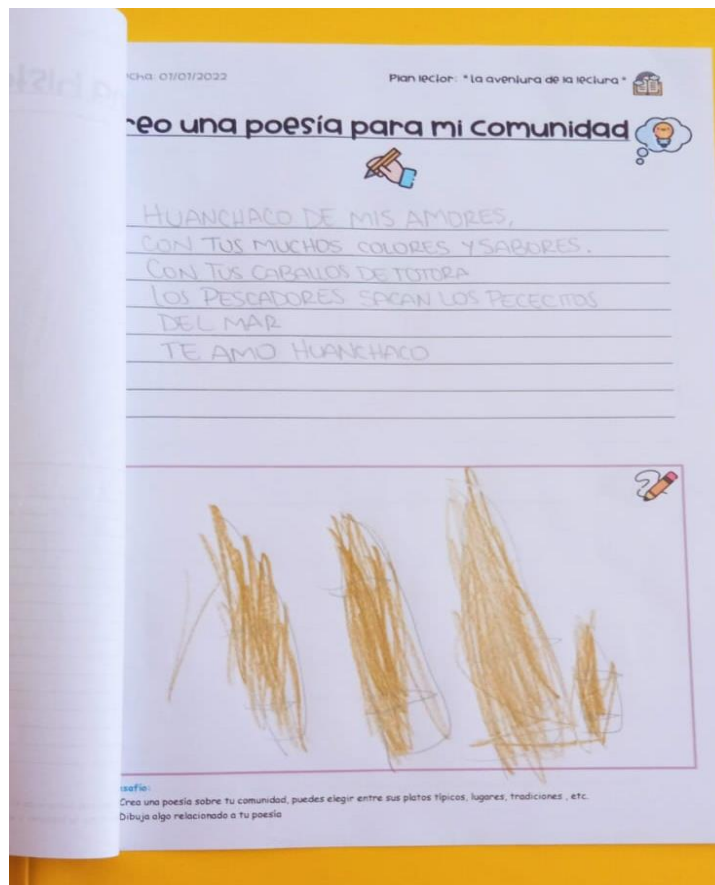 cha: 07/07/2022
Plan lector: "la aventura de la lectura"
reo una poesía para mi comunidad
HUANCHACO DE MIS AMORES,
CON TUS MUCHOS COLORES Y SABORES.
CON TUS CABALLOS DE TOTORA
LOS PESCADORES SACAN LOS PECECITOS
DEL MAR
TE AMO HUANCHACO
safío:
Crea una poesía sobre tu comunidad, puedes elegir entre sus platos típicos, lugares, tradiciones , etc.
Dibuja algo relacionado a tu poesía